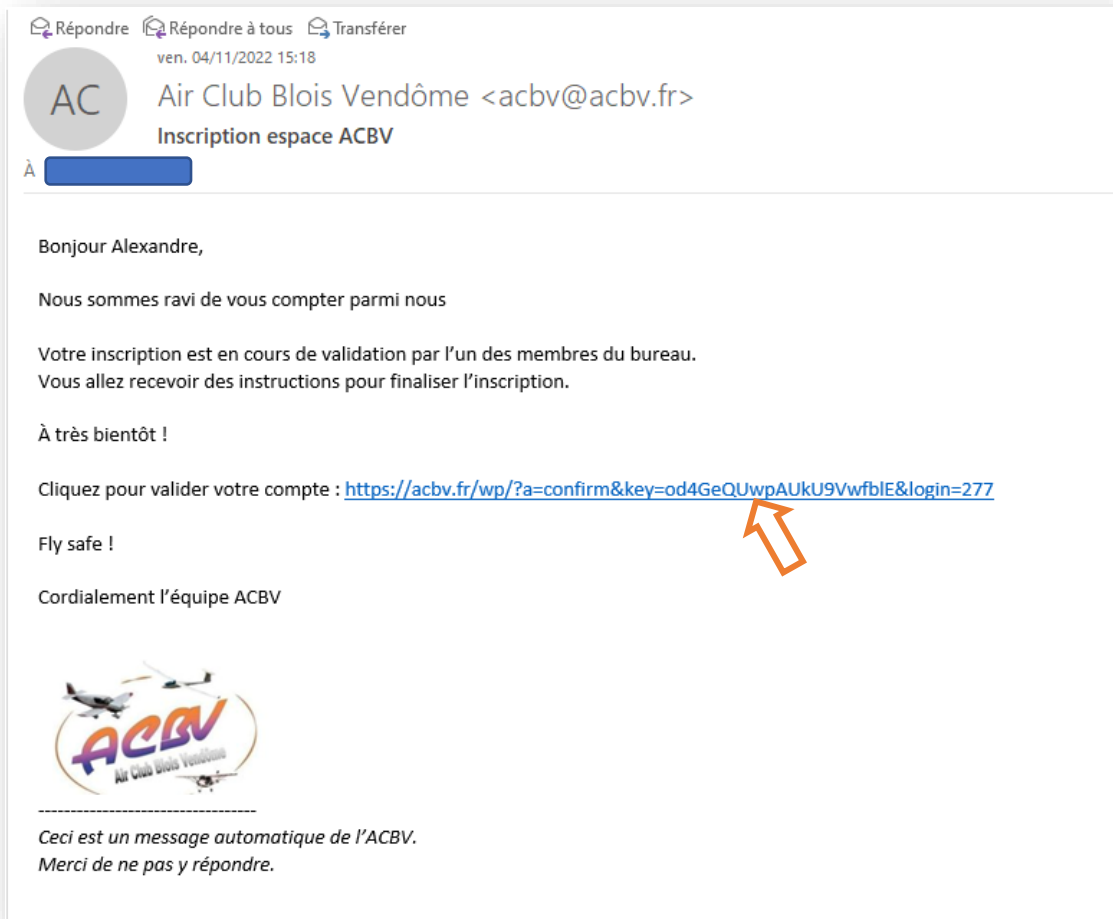 Répondre Répondre à tous Transférer
ven. 04/11/2022 15:18
AC
Air Club Blois Vendôme <acbv@acbv.fr>
Inscription espace ACBV
À
Bonjour Alexandre,
Nous sommes ravi de vous compter parmi nous
Votre inscription est en cours de validation par l’un des membres du bureau.
Vous allez recevoir des instructions pour finaliser l’inscription.
À très bientôt !
Cliquez pour valider votre compte : https://acbv.fr/wp/?a=confirm&key=od4GeQUwpAUkU9VwfblE&login=277
Fly safe !
Cordialement l’équipe ACBV
ACBV
Air Club Blois Vendôme
----------------------------------
Ceci est un message automatique de l’ACBV.
Merci de ne pas y répondre.